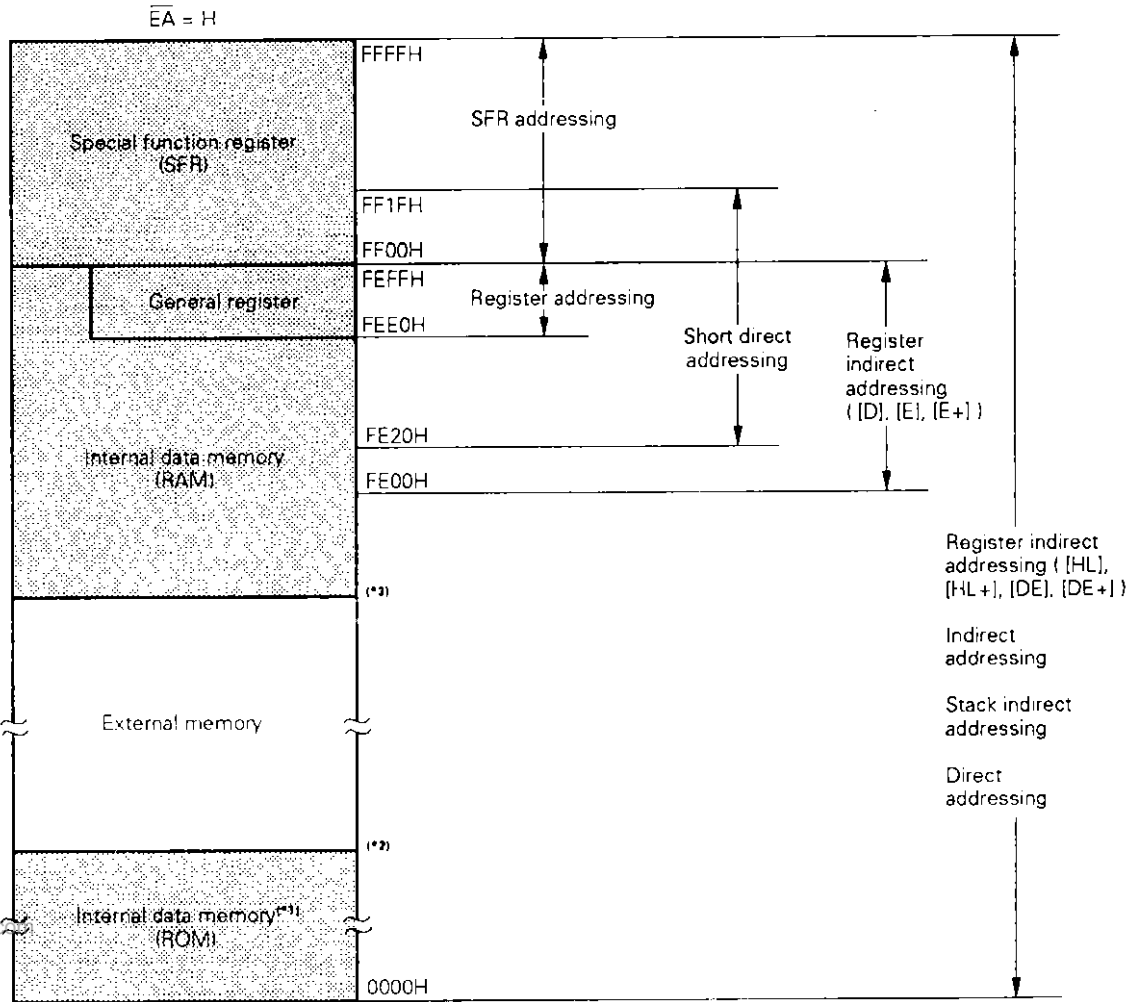 EA = H
FFFFH
Special function register
(SFR)
SFR addressing
FF1FH
FF00H
FEFFH
General register
Register addressing
FEE0H
Short direct
addressing
Register
indirect
addressing
( [D], [E], [E+] )
FE20H
Internal data memory
(RAM)
FE00H
Register indirect
addressing ( [HL],
[HL+], [DE], [DE+] )
(*3)
Indirect
addressing
External memory
Stack indirect
addressing
Direct
addressing
(*2)
Internal data memory(*1)
(ROM)
0000H